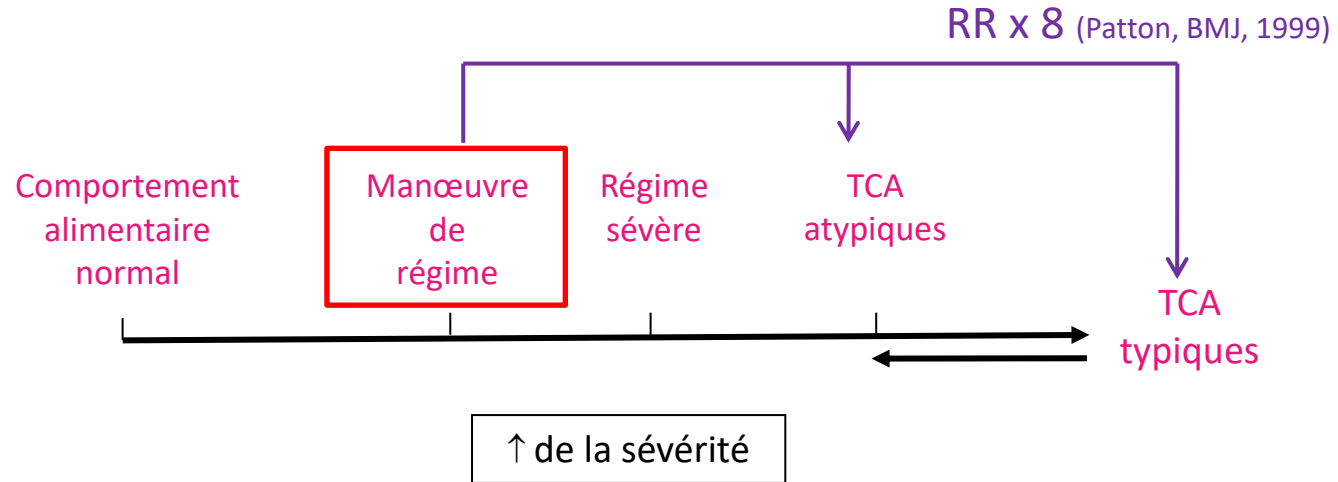 RR x 8 (Patton, BMJ, 1999)
Comportement
alimentaire
normal
Manœuvre
de
régime
Régime
sévère
TCA
atypiques
TCA
typiques
↑ de la sévérité